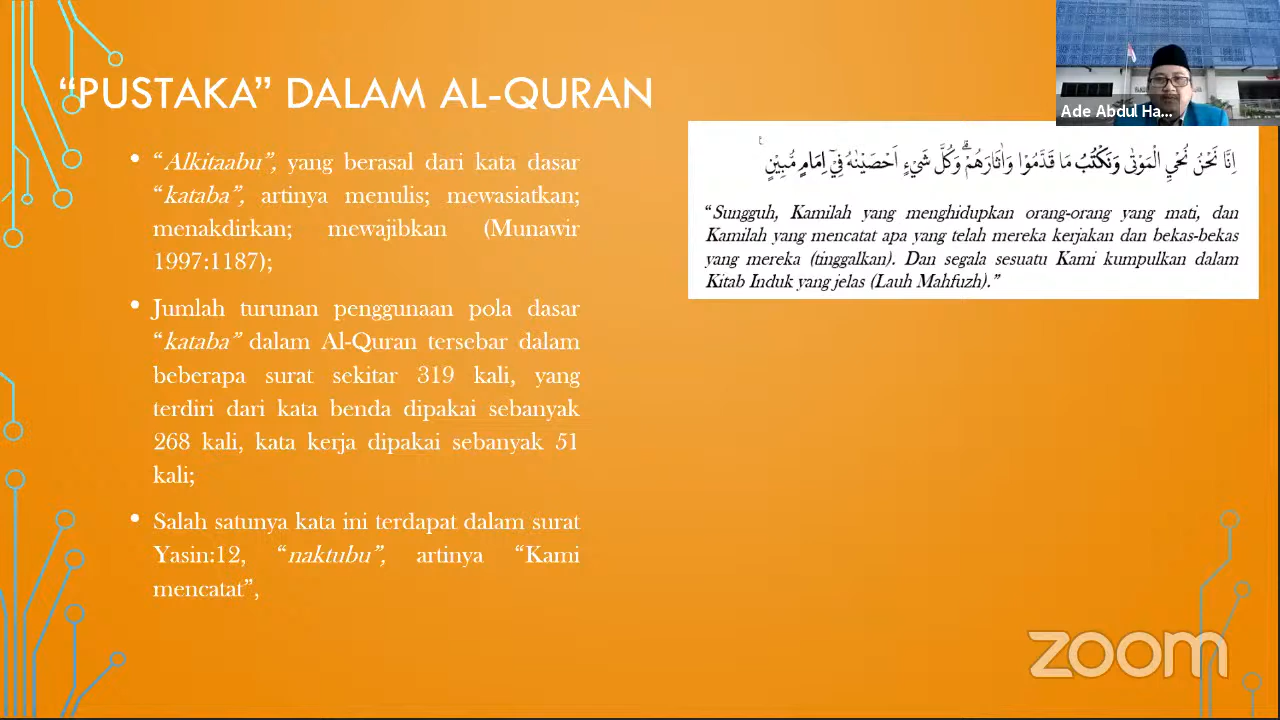 “PUSTAKA” DALAM AL-QURAN
• “Alkitaabu”, yang berasal dari kata dasar
“kataba”, artinya menulis; mewasiatkan;
menakdirkan; mewajibkan (Munawir
1997:1187);
• Jumlah turunan penggunaan pola dasar
“kataba” dalam Al-Quran tersebar dalam
beberapa surat sekitar 319 kali, yang
terdiri dari kata benda dipakai sebanyak
268 kali, kata kerja dipakai sebanyak 51
kali;
• Salah satunya kata ini terdapat dalam surat
Yasin:12, “naktubu”, artinya “Kami
mencatat”,
Ade Abdul Ha...
اِنَّا نَحْنُ نُحْيِ الْمَوْتٰى وَنَكْتُبُ مَا قَدَّمُوْا وَاٰثَارَهُمْۗ وَكُلَّ شَيْءٍ اَحْصَيْنٰهُ فِيْٓ اِمَامٍ مُّبِيْنٍ
“Sungguh, Kamilah yang menghidupkan orang-orang yang mati, dan
Kamilah yang mencatat apa yang telah mereka kerjakan dan bekas-bekas
yang mereka (tinggalkan). Dan segala sesuatu Kami kumpulkan dalam
Kitab Induk yang jelas (Lauh Mahfuzh).”
zoom